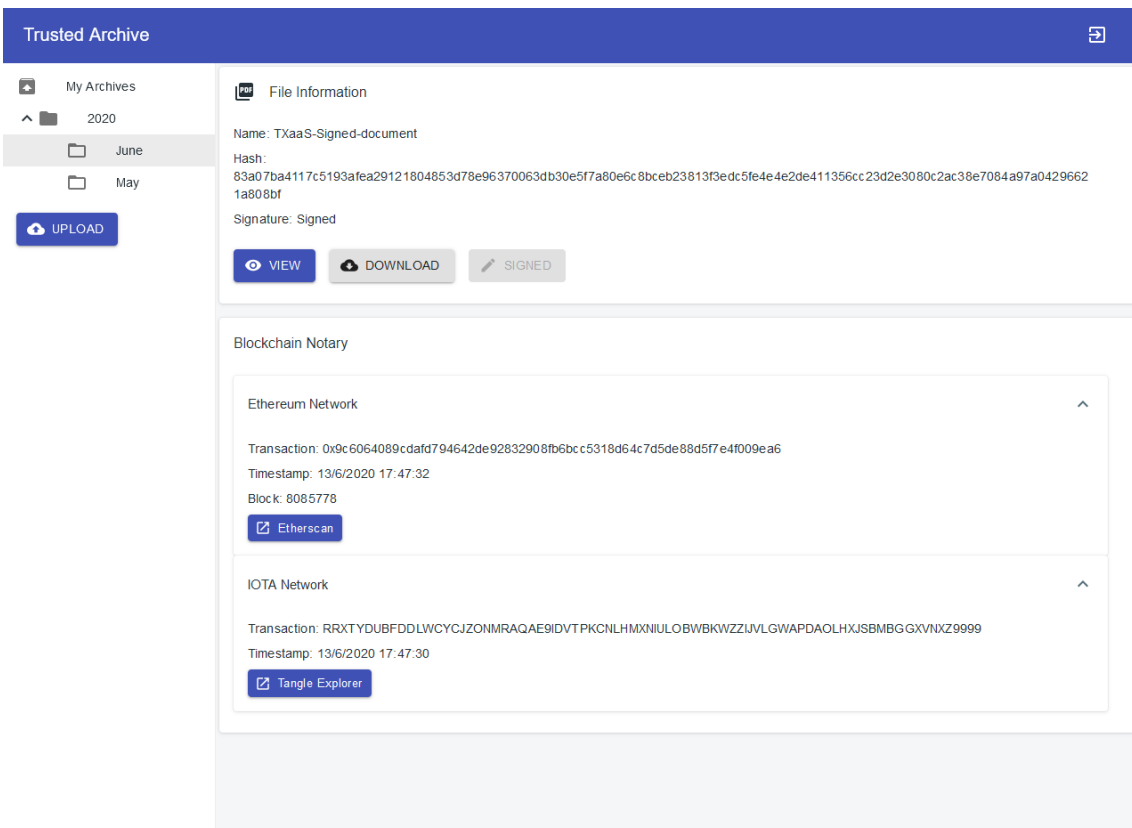 Trusted Archive
My Archives
2020
June
May
UPLOAD
PDF
File Information
Name: TXaaS-Signed-document
Hash:
83a07ba4117c5193afea29121804853d78e96370063db30e5f7a80e6c8bceb23813f3edc5fe4e4e2de411356cc23d2e3080c2ac38e7084a97a0429662
1a808bf
Signature: Signed
VIEW
DOWNLOAD
SIGNED
Blockchain Notary
Ethereum Network
Transaction: 0x9c6064089cdafd794642de92832908fb6bcc5318d64c7d5de88d5f7e4f009ea6
Timestamp: 13/6/2020 17:47:32
Block: 8085778
Etherscan
IOTA Network
Transaction: RRXTYDUBFDDLWCYCJZONMRAQAE9IDVTPKCNLHMXNIULOBWBKWZZIJVLGWAPDAOLHXJSBMBGGXVNXZ9999
Timestamp: 13/6/2020 17:47:30
Tangle Explorer